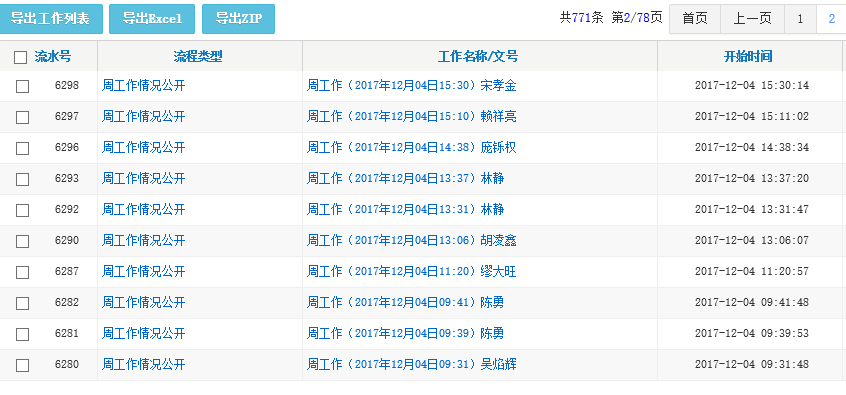 导出工作列表 导出Excel 导出ZIP 共771条 第2/78页 首页 上一页 1 2
流水号 流程类型 工作名称/文号 开始时间
6298 周工作情况公开 周工作（2017年12月04日15:30）宋孝金 2017-12-04 15:30:14
6297 周工作情况公开 周工作（2017年12月04日15:10）赖祥亮 2017-12-04 15:11:02
6296 周工作情况公开 周工作（2017年12月04日14:38）庞铄权 2017-12-04 14:38:34
6293 周工作情况公开 周工作（2017年12月04日13:37）林静 2017-12-04 13:37:20
6292 周工作情况公开 周工作（2017年12月04日13:31）林静 2017-12-04 13:31:47
6290 周工作情况公开 周工作（2017年12月04日13:06）胡凌鑫 2017-12-04 13:06:07
6287 周工作情况公开 周工作（2017年12月04日11:20）缪大旺 2017-12-04 11:20:57
6282 周工作情况公开 周工作（2017年12月04日09:41）陈勇 2017-12-04 09:41:48
6281 周工作情况公开 周工作（2017年12月04日09:39）陈勇 2017-12-04 09:39:53
6280 周工作情况公开 周工作（2017年12月04日09:31）吴焰辉 2017-12-04 09:31:48